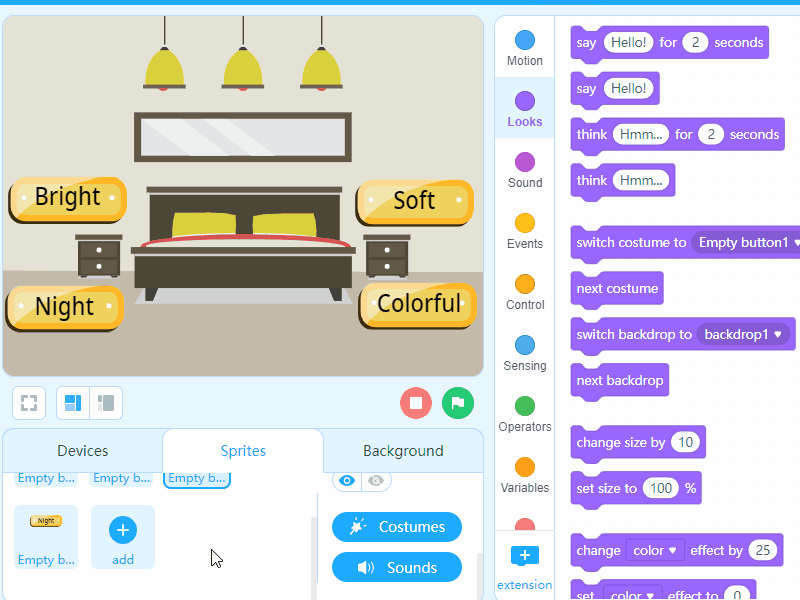 Bright
Soft
Night
Colorful
Devices
Sprites
Background
Empty b...
Empty b...
Empty b...
Night
Empty b...
add
Costumes
Sounds
Motion
Looks
Sound
Events
Control
Sensing
Operators
Variables
extension
say Hello! for 2 seconds
say Hello!
think Hmm... for 2 seconds
think Hmm...
switch costume to Empty button1
next costume
switch backdrop to backdrop1
next backdrop
change size by 10
set size to 100 %
change color effect by 25
set color effect to 0